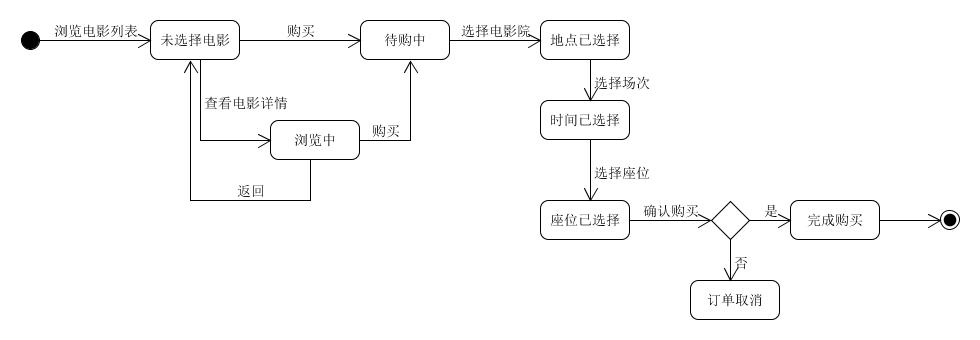 浏览电影列表
未选择电影
购买
待购中
选择电影院
地点已选择
选择场次
查看电影详情
时间已选择
浏览中
购买
选择座位
返回
座位已选择
确认购买
是
完成购买
否
订单取消